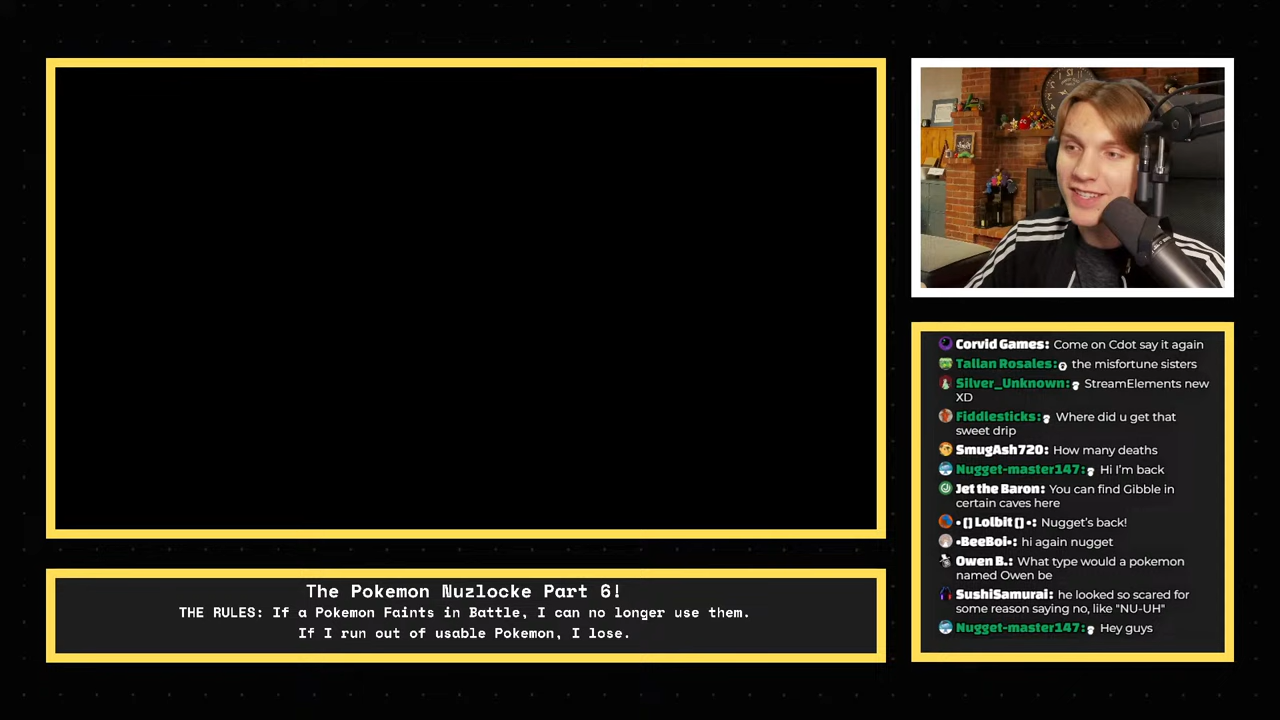 Corvid Games: Come on Cdot say it again
Tallan Rosales: the misfortune sisters
Silver_Unknown: StreamElements new
XD
Fiddlesticks: Where did u get that
sweet drip
SmugAsh720: How many deaths
Nugget-master147: Hi I'm back
Jet the Baron: You can find Gibble in
certain caves here
•[]Lolbit[]•: Nugget's back!
•BeeBoi•: hi again nugget
Owen B.: What type would a pokemon
named Owen be
SushiSamurai: he looked so scared for
some reason saying no, like "NU-UH"
Nugget-master147: Hey guys
The Pokemon Nuzlocke Part 6!
THE RULES: If a Pokemon Faints in Battle, I can no longer use them.
If I run out of usable Pokemon, I lose.